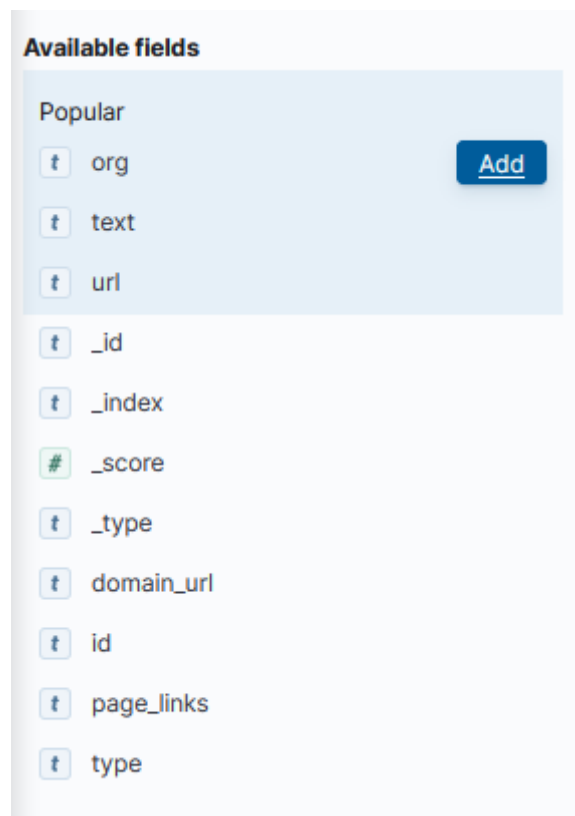 Available fields
Popular
t org Add
t text
t url
t _id
t _index
# _score
t _type
t domain_url
t id
t page_links
t type